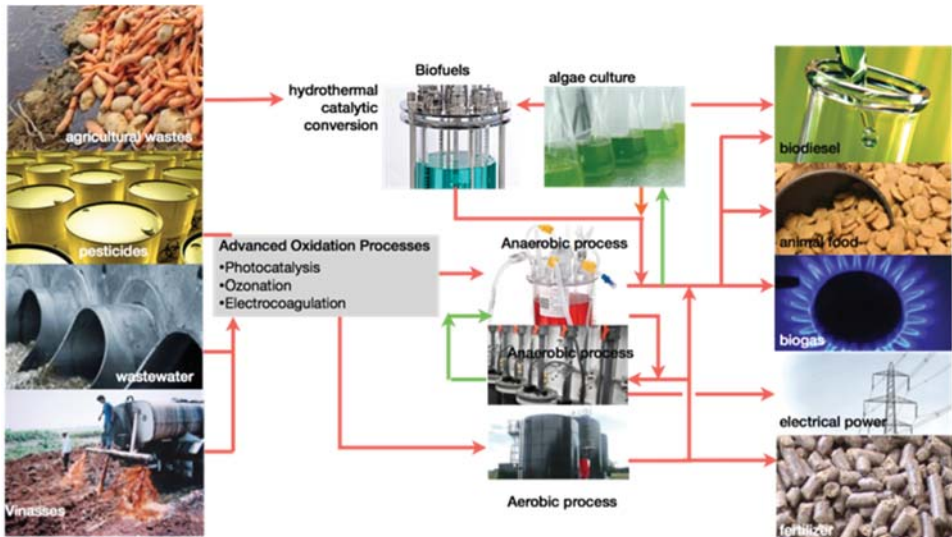 agricultural wastes
pesticides
wastewater
Vinasses
hydrothermal
catalytic
conversion
Biofuels
algae culture
Advanced Oxidation Processes
•Photocatalysis
•Ozonation
•Electrocoagulation
Anaerobic process
Anaerobic process
Aerobic process
biodiesel
animal food
biogas
electrical power
fertilizer